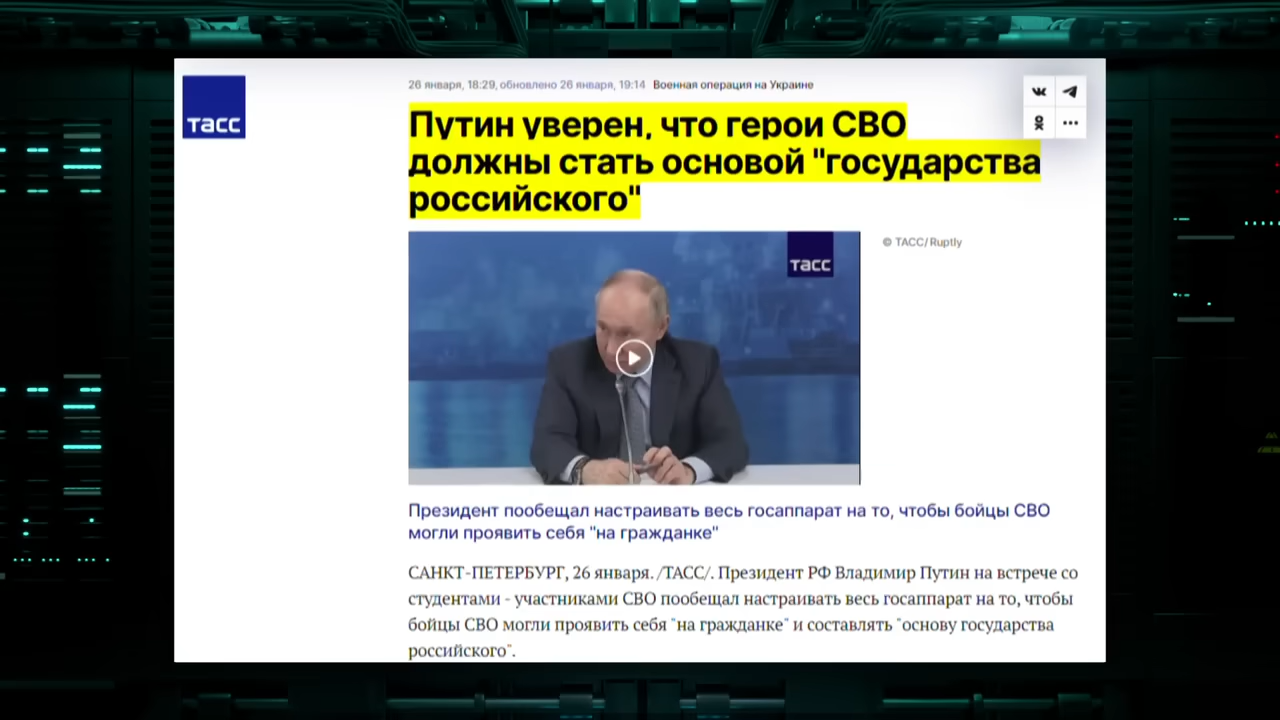 тасс
26 января, 18:29, обновлено 26 января, 19:14 Военная операция на Украине
Путин уверен, что герои СВО
должны стать основой "государства
российского"
тасс
© ТАСС/Ruptly
Президент пообещал настраивать весь госаппарат на то, чтобы бойцы СВО
могли проявить себя "на гражданке"
САНКТ-ПЕТЕРБУРГ, 26 января. /ТАСС/. Президент РФ Владимир Путин на встрече со
студентами - участниками СВО пообещал настраивать весь госаппарат на то, чтобы
бойцы СВО могли проявить себя "на гражданке" и составлять "основу государства
российского".